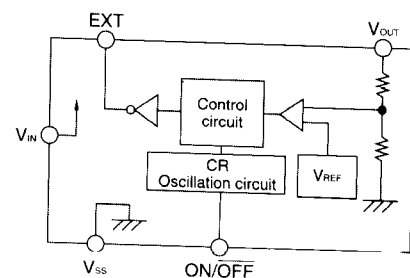 EXT
VOUT
Control
circuit
VIN
CR
Oscillation circuit
VREF
VSS
ON/OFF